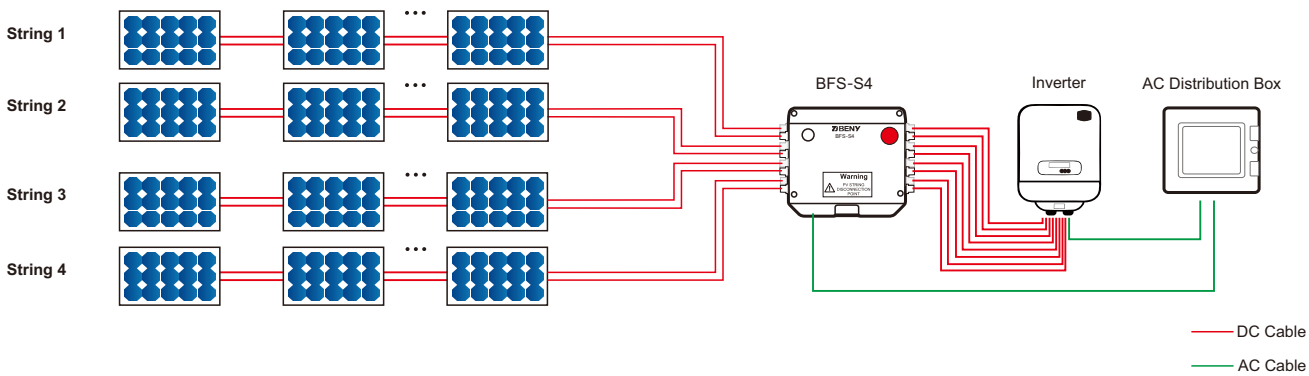 String 1
...
String 2
String 3
...
String 4
...
BFS-S4
BENY
BFS-S4
Warning
PV STRING
DISCONNECTION
POINT
Inverter
AC Distribution Box
DC Cable
AC Cable